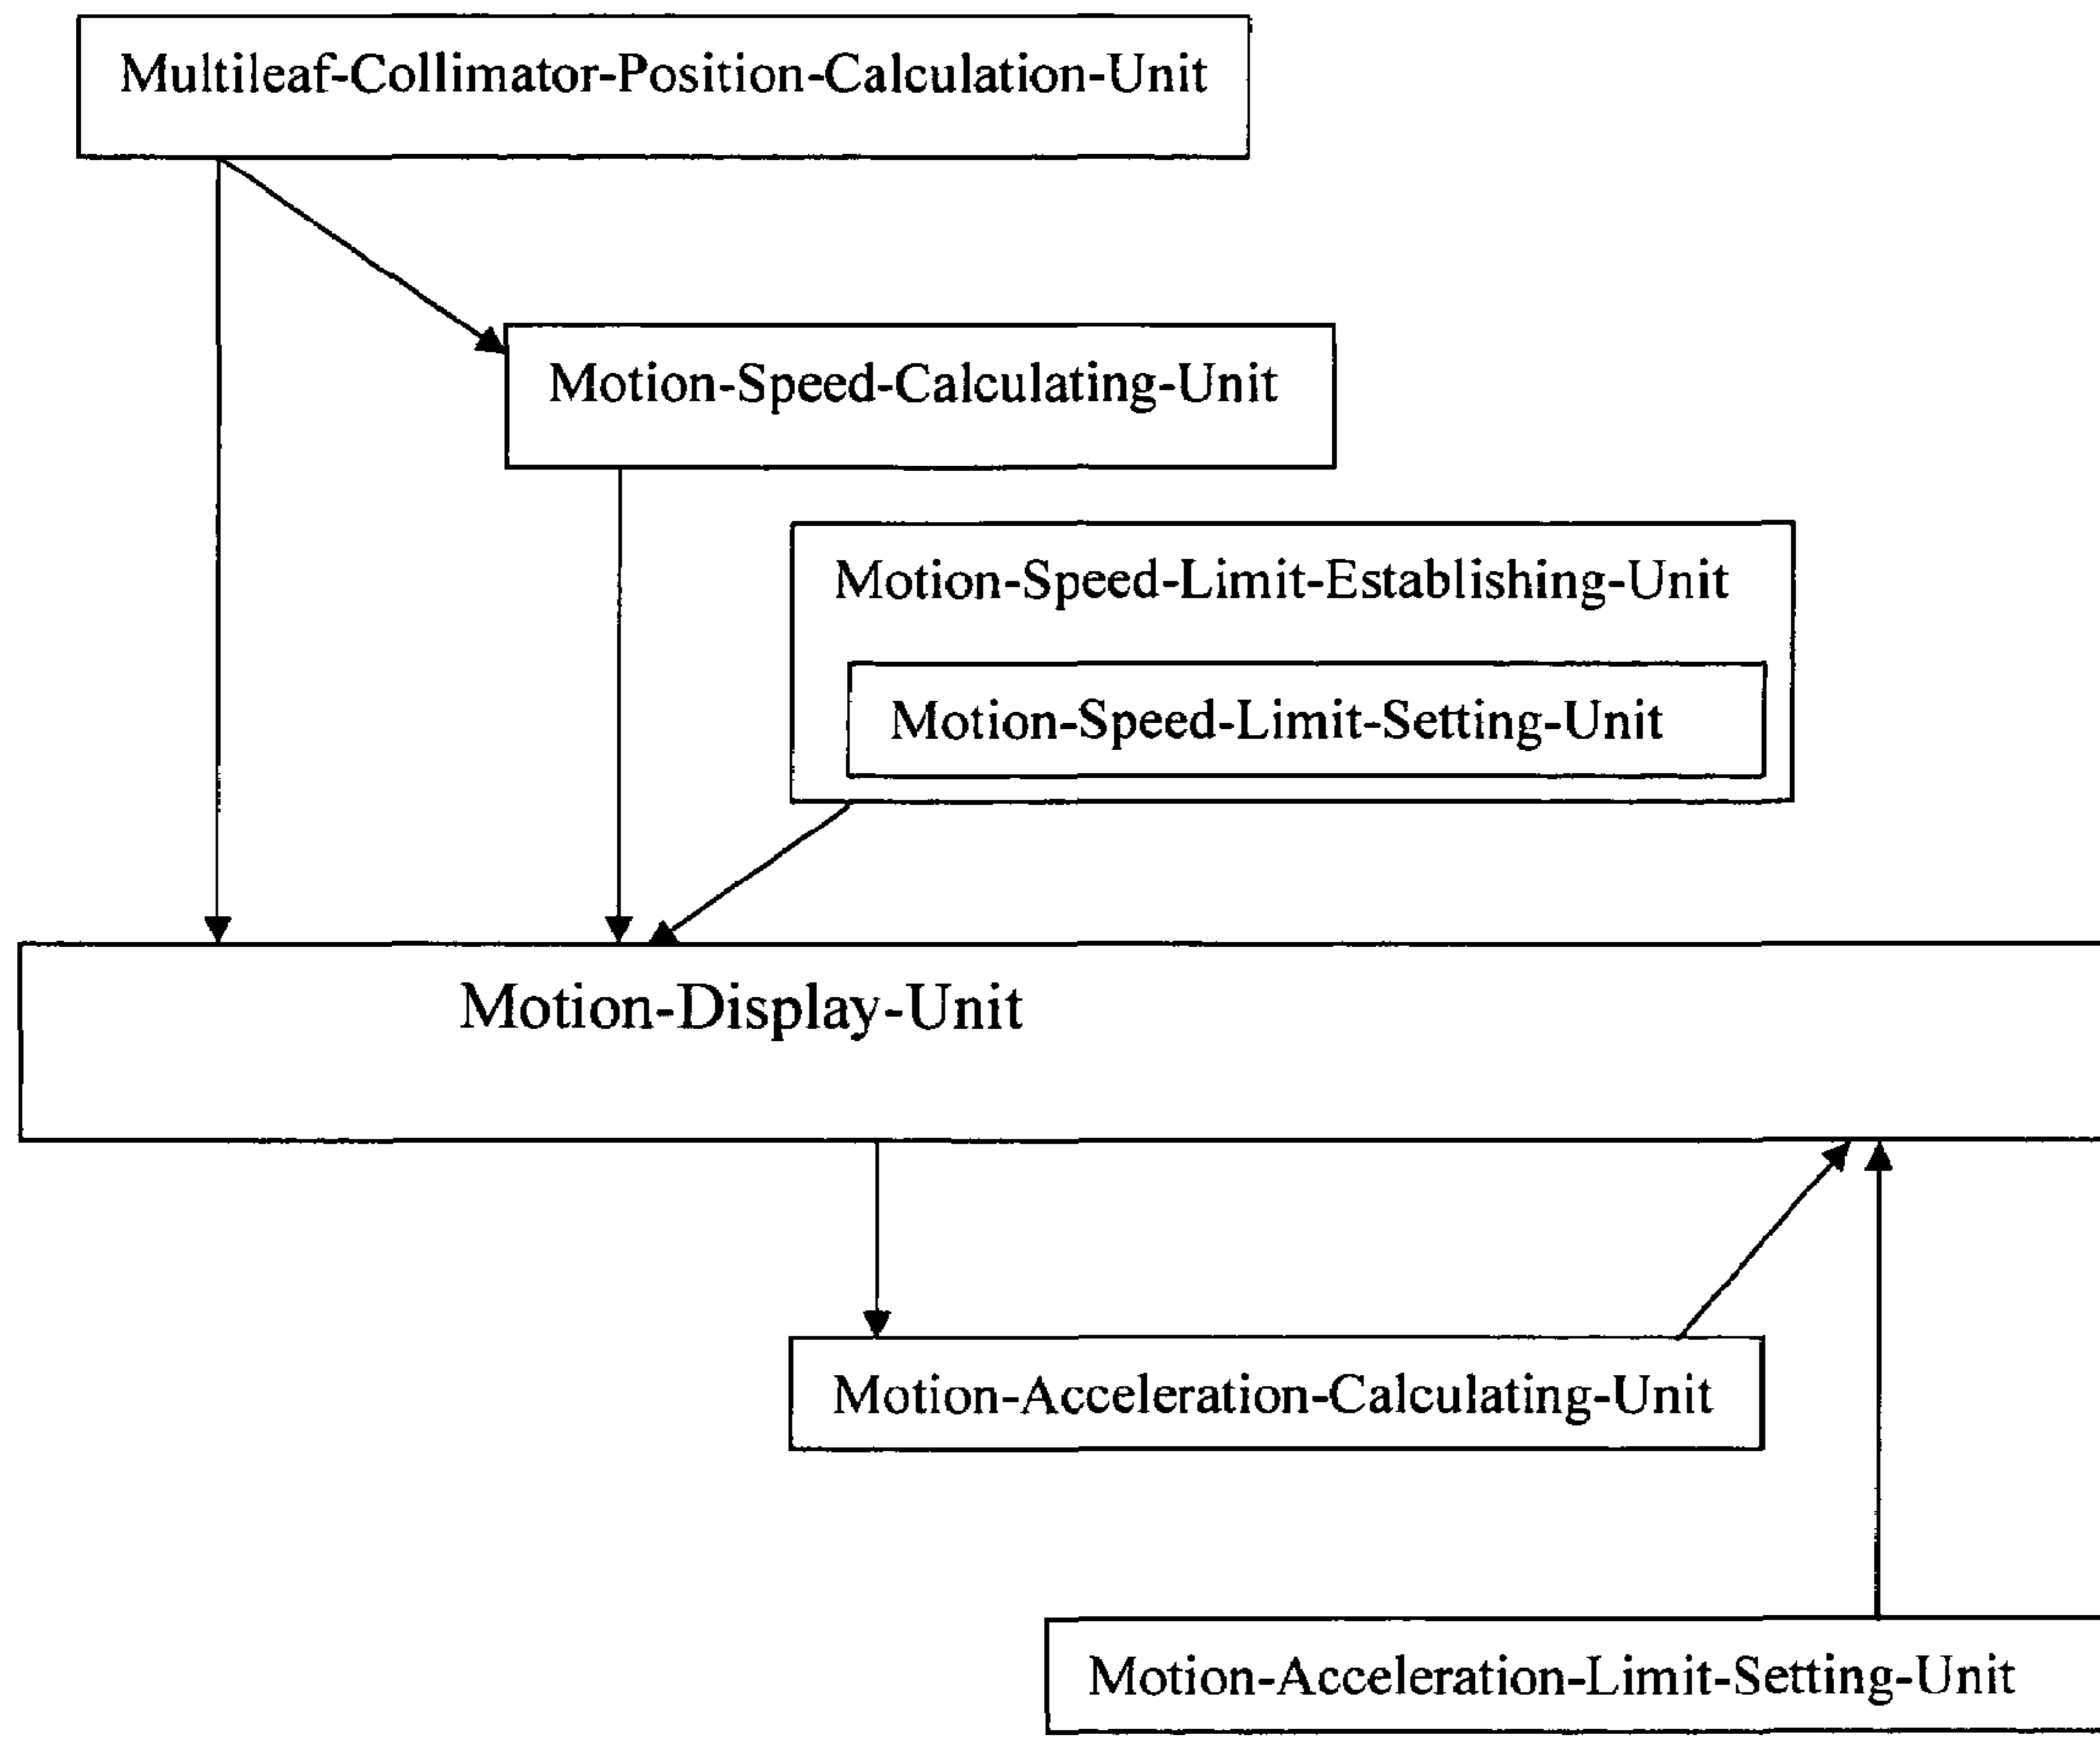 Multileaf-Collimator-Position-Calculation-Unit
Motion-Speed-Calculating-Unit
Motion-Speed-Limit-Establishing-Unit
Motion-Speed-Limit-Setting-Unit
Motion-Display-Unit
Motion-Acceleration-Calculating-Unit
Motion-Acceleration-Limit-Setting-Unit